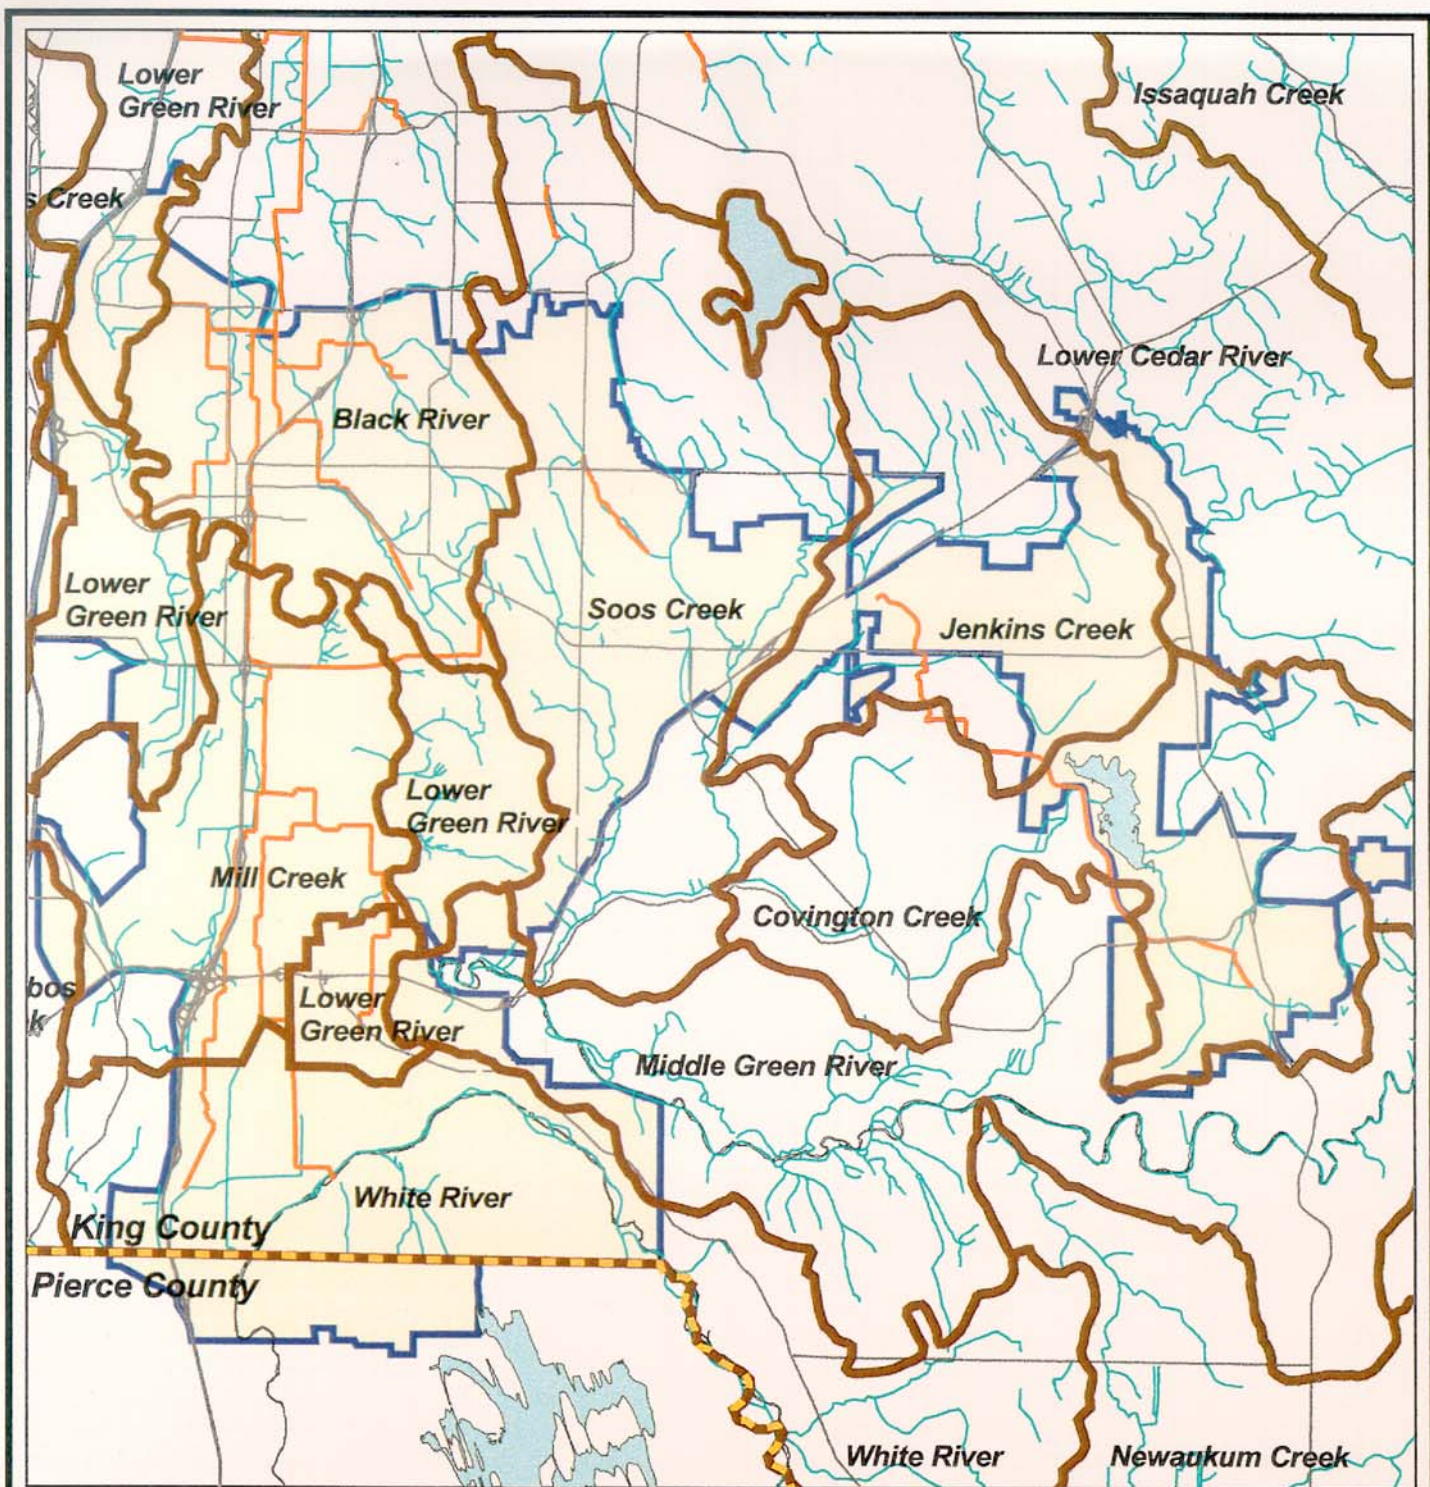 Lower
Green River
Issaquah Creek
s Creek
Lower Cedar River
Black River
Lower
Green River
Soos Creek
Jenkins Creek
Lower
Green River
Mill Creek
Covington Creek
bos
k
Lower
Green River
Middle Green River
White River
King County
Pierce County
White River
Newaukum Creek